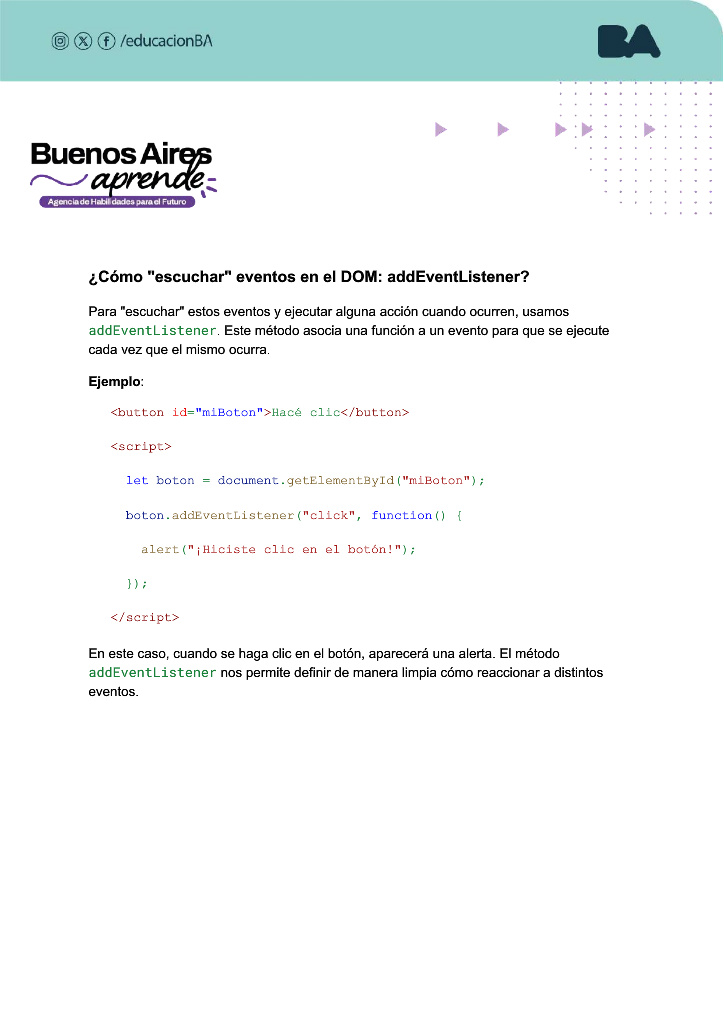 /educacionBA
BA
Buenos Aires
aprende
Agencia de Habilidades para el Futuro
¿Cómo "escuchar" eventos en el DOM: addEventListener?
Para "escuchar" estos eventos y ejecutar alguna acción cuando ocurren, usamos
addEventListener. Este método asocia una función a un evento para que se ejecute
cada vez que el mismo ocurra.
Ejemplo:
<button id="miBoton">Hacé clic</button>
<script>
let boton = document.getElementById("miBoton");
boton.addEventListener("click", function() {
alert("¡Hiciste clic en el botón!");
});
</script>
En este caso, cuando se haga clic en el botón, aparecerá una alerta. El método
addEventListener nos permite definir de manera limpia cómo reaccionar a distintos
eventos.